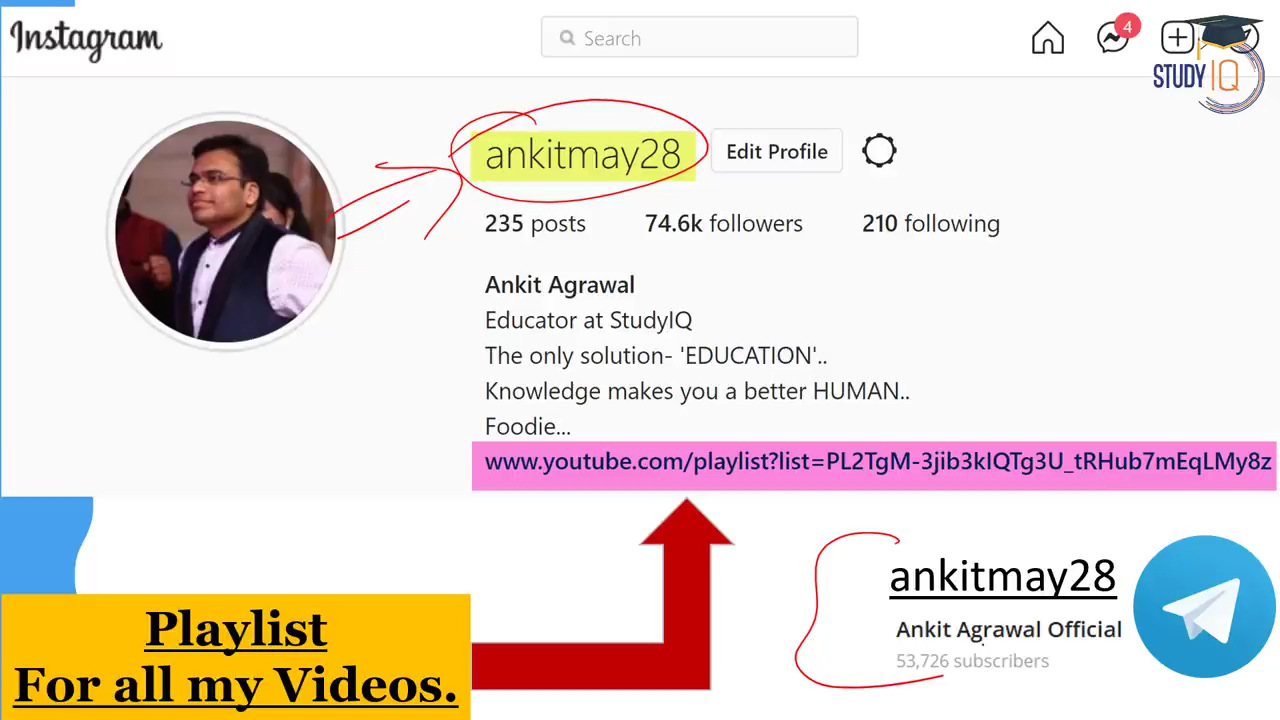 Instagram
Search
4
STUDY IQ
ankitmay28
Edit Profile
235 posts 74.6k followers 210 following
Ankit Agrawal
Educator at StudyIQ
The only solution- 'EDUCATION'..
Knowledge makes you a better HUMAN..
Foodie...
www.youtube.com/playlist?list=PL2TgM-3jib3kIQTg3U_tRHub7mEqLMy8z
ankitmay28
Ankit Agrawal Official
53,726 subscribers
Playlist
For all my Videos.